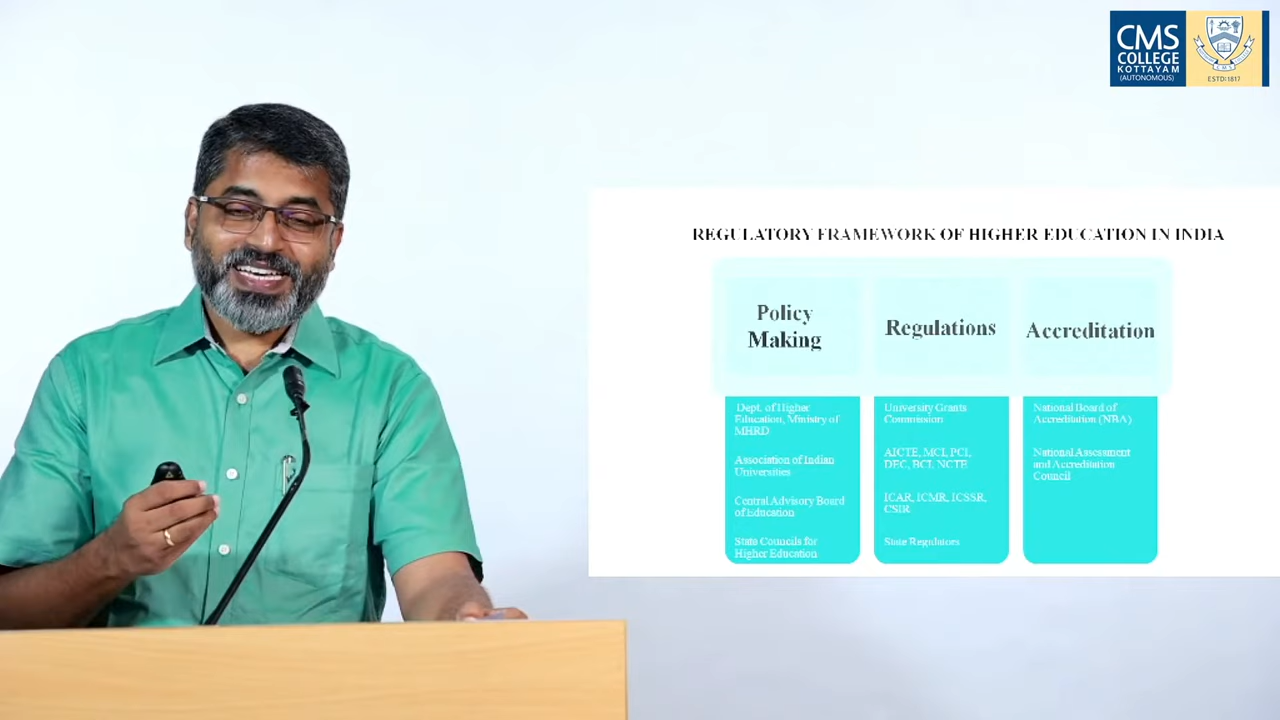 CMS
COLLEGE
KOTTAYAM
(AUTONOMOUS)
C M S
ESTD:1817
REGULATORY FRAMEWORK OF HIGHER EDUCATION IN INDIA
Policy
Making
Dept. of Higher
Education, Ministry of
MHRD
Association of Indian
Universities
Central Advisory Board
of Education
State Councils for
Higher Education
Regulations
University Grants
Commission
AICTE, MCI, PCI,
DEC, BCI, NCTE
ICAR, ICMR, ICSSR,
CSIR
State Regulators
Accreditation
National Board of
Accreditation (NBA)
National Assessment
and Accreditation
Council